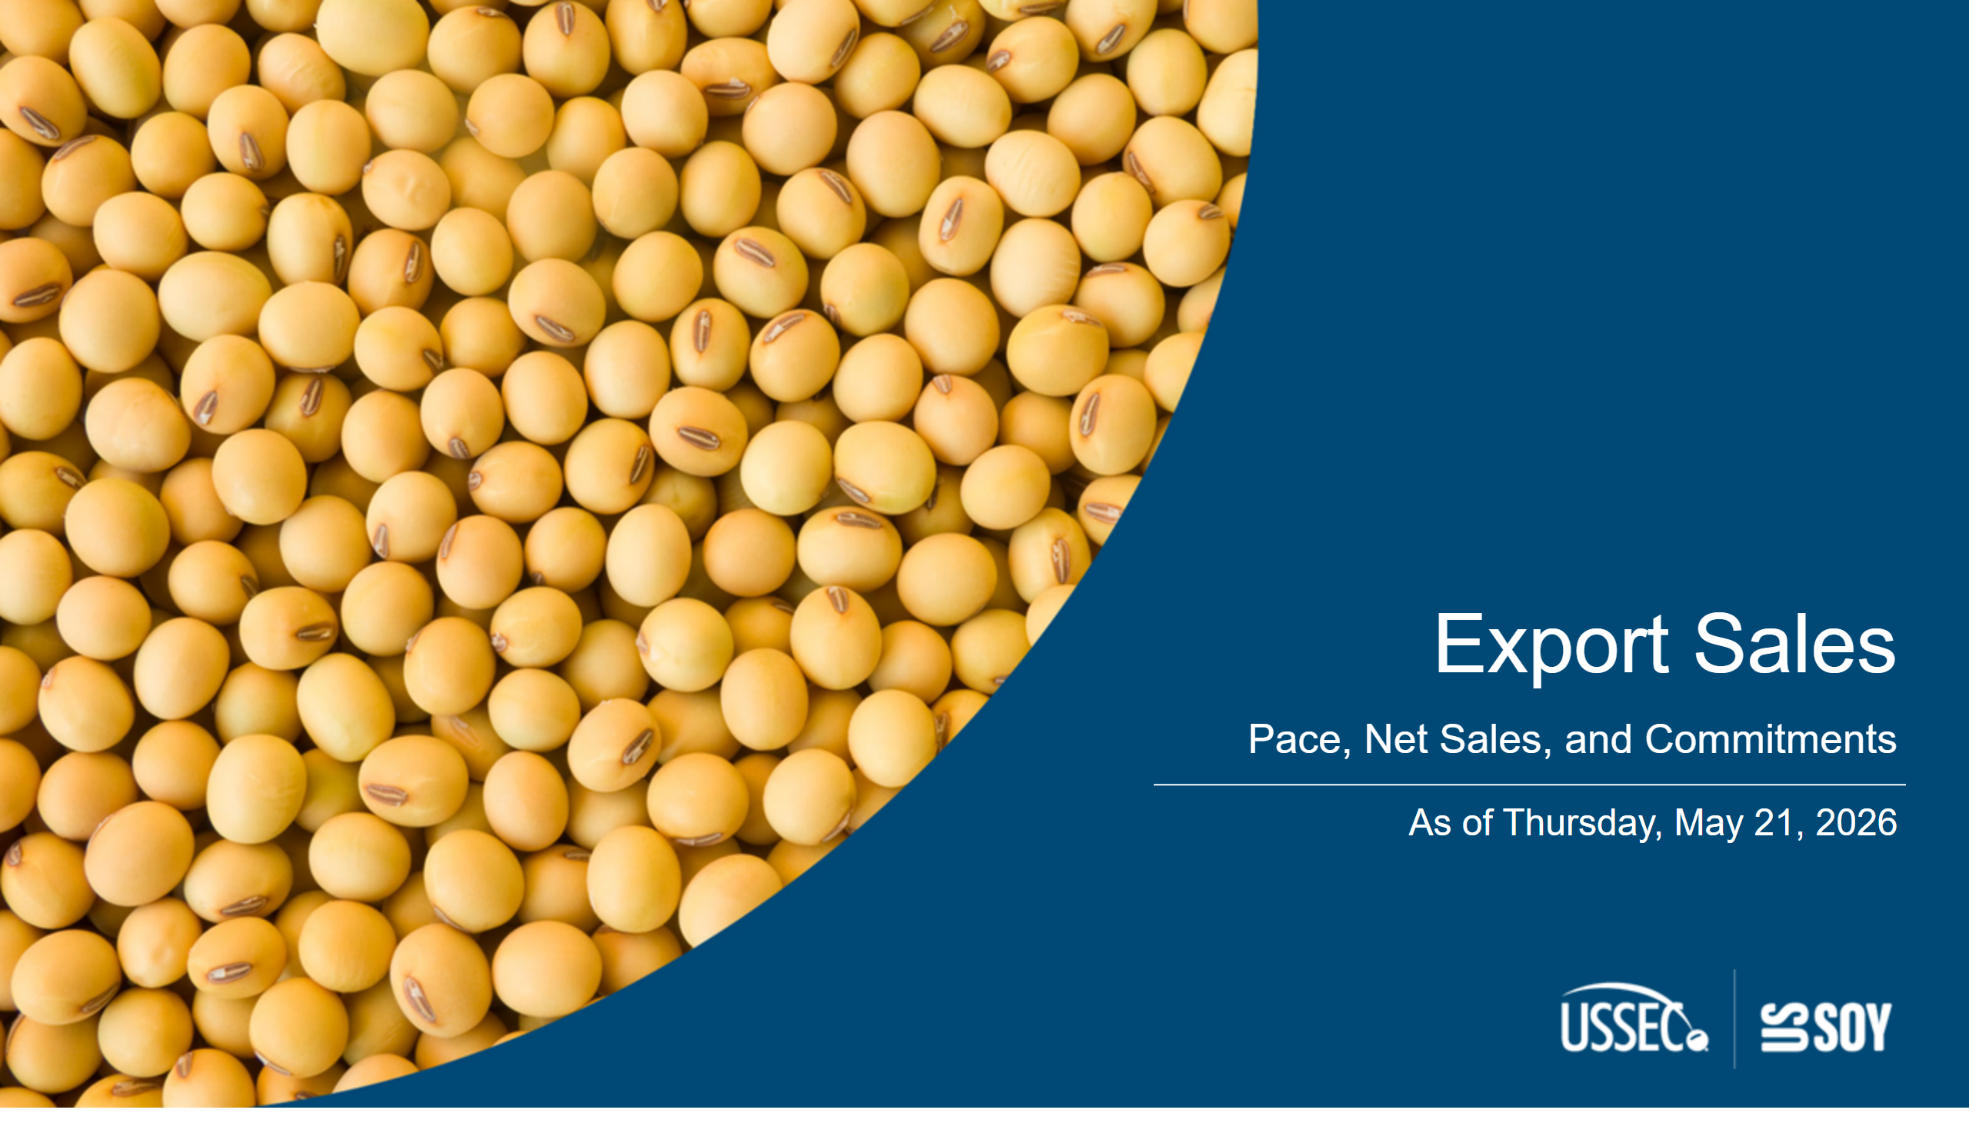 Export Sales
Pace, Net Sales, and Commitments
As of Thursday, May 21, 2026
USSEC
US SOY